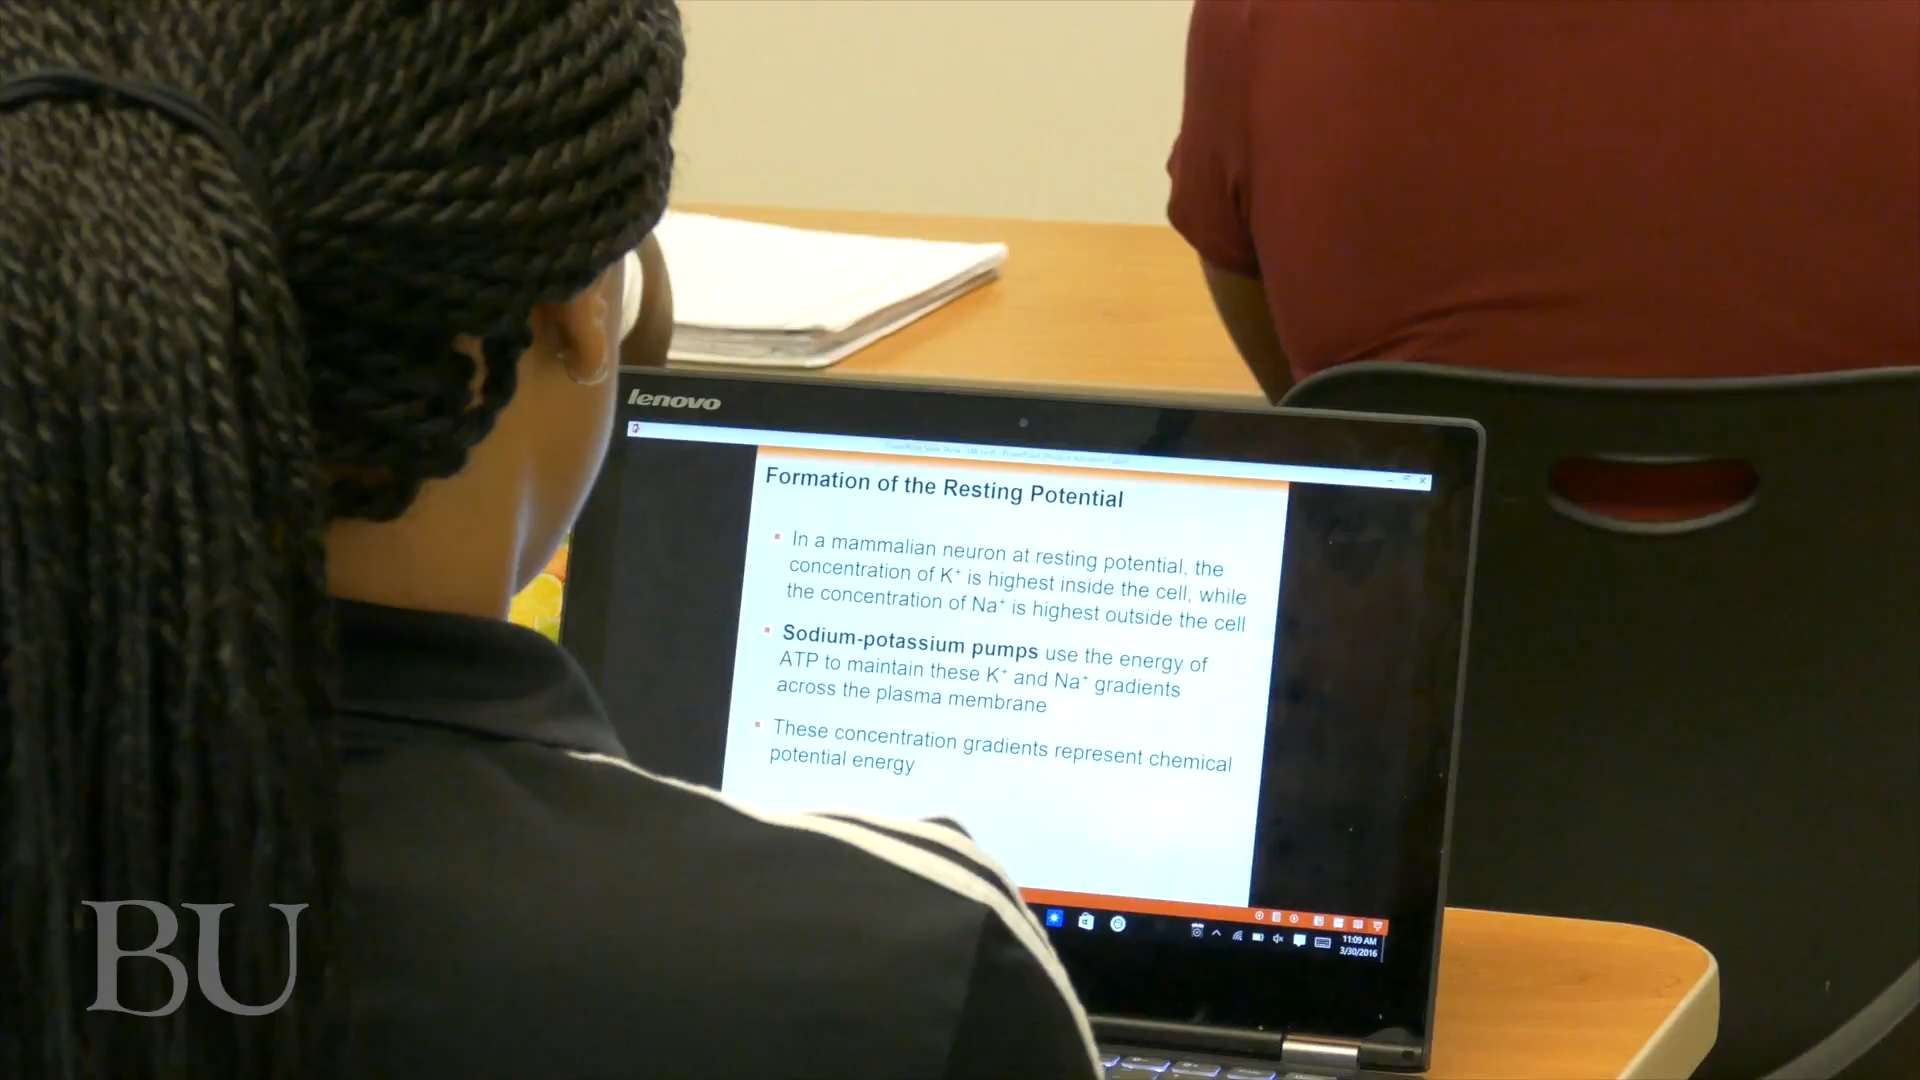 lenovo
Formation of the Resting Potential
▪ In a mammalian neuron at resting potential, the
concentration of K⁺ is highest inside the cell, while
the concentration of Na⁺ is highest outside the cell
▪ Sodium-potassium pumps use the energy of
ATP to maintain these K⁺ and Na⁺ gradients
across the plasma membrane
▪ These concentration gradients represent chemical
potential energy
11:09 AM
3/30/2016
BU